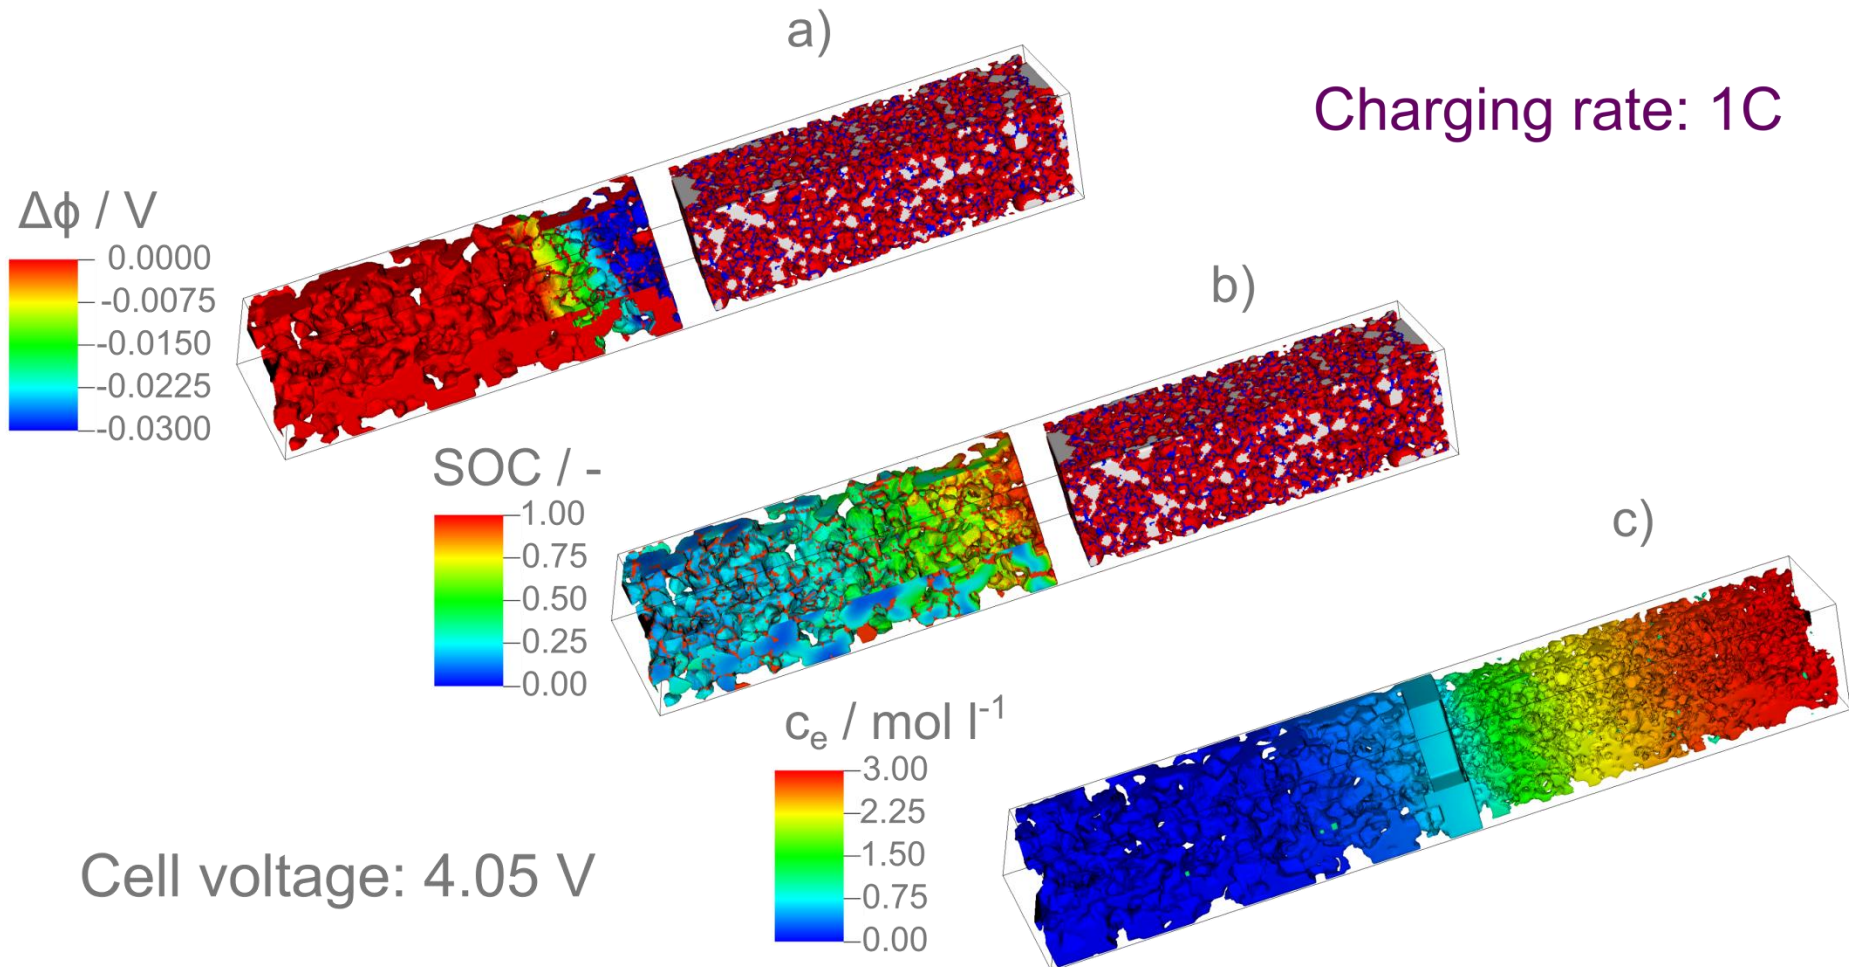 a)
Charging rate: 1C
Δϕ / V
0.0000
-0.0075
-0.0150
-0.0225
-0.0300
b)
SOC / -
1.00
0.75
0.50
0.25
0.00
c)
cₑ / mol l⁻¹
3.00
2.25
1.50
0.75
0.00
Cell voltage: 4.05 V